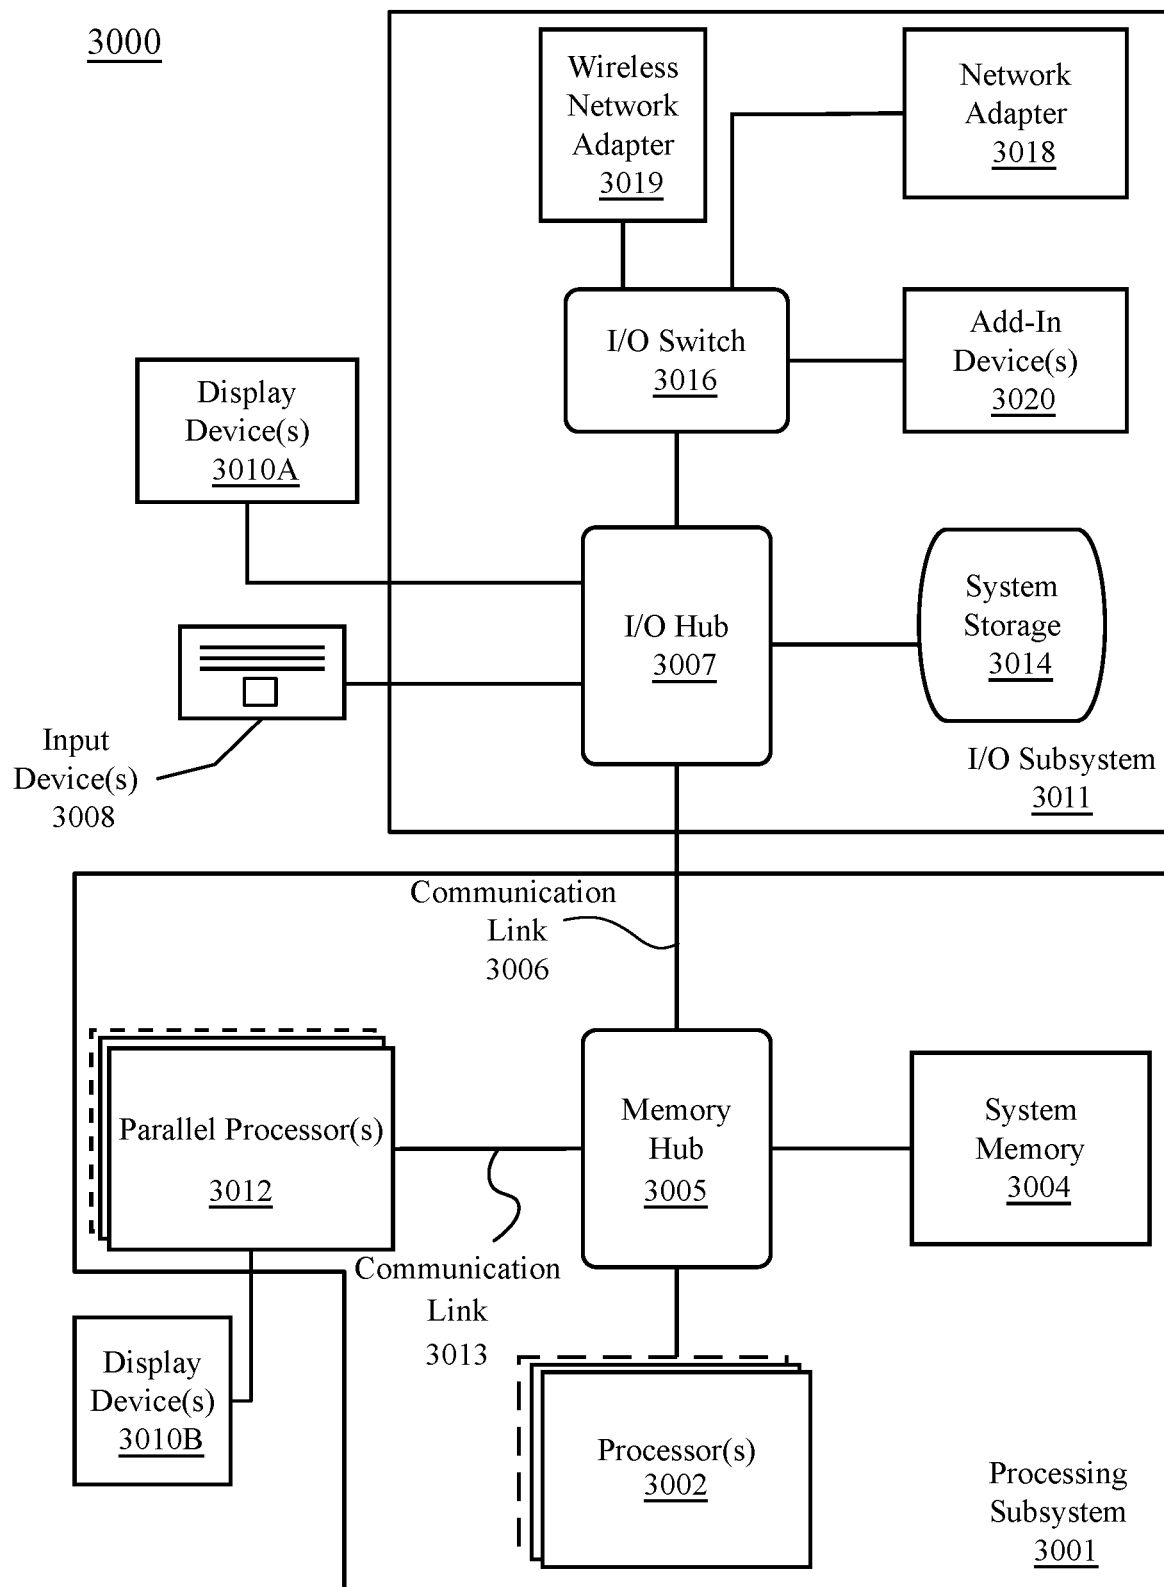 3000
Wireless
Network
Adapter
3019
Network
Adapter
3018
I/O Switch
3016
Add-In
Device(s)
3020
Display
Device(s)
3010A
I/O Hub
3007
System
Storage
3014
Input
Device(s)
3008
I/O Subsystem
3011
Communication
Link
3006
Parallel Processor(s)
3012
Memory
Hub
3005
System
Memory
3004
Communication
Link
3013
Display
Device(s)
3010B
Processor(s)
3002
Processing
Subsystem
3001